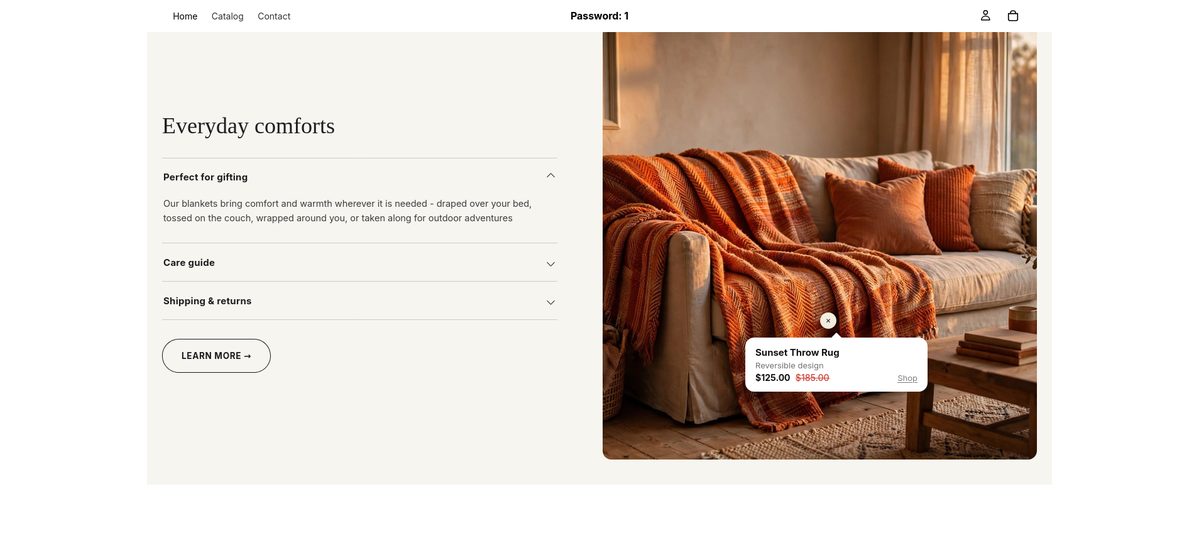 Home Catalog Contact
Password: 1
Everyday comforts
Perfect for gifting
Our blankets bring comfort and warmth wherever it is needed - draped over your bed,
tossed on the couch, wrapped around you, or taken along for outdoor adventures
Care guide
Shipping & returns
LEARN MORE →
Sunset Throw Rug
Reversible design
$125.00 $185.00 Shop